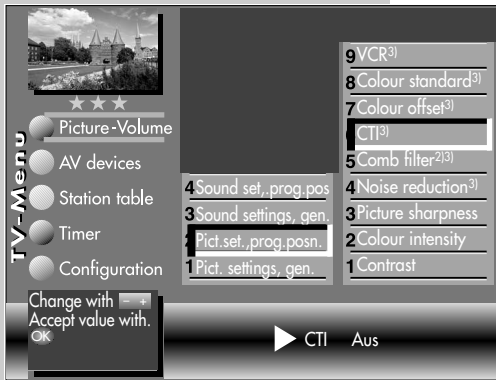 TV-Menu
Picture-Volume
AV devices
Station table
Timer
Configuration
4 Sound set,.prog.pos
3 Sound settings, gen.
2 Pict.set.,prog.posn.
1 Pict. settings, gen.
9 VCR3)
8 Colour standard3)
7 Colour offset3)
6 CTI3)
5 Comb filter2)3)
4 Noise reduction3)
3 Picture sharpness
2 Colour intensity
1 Contrast
Change with - +
Accept value with.
OK
CTI Aus